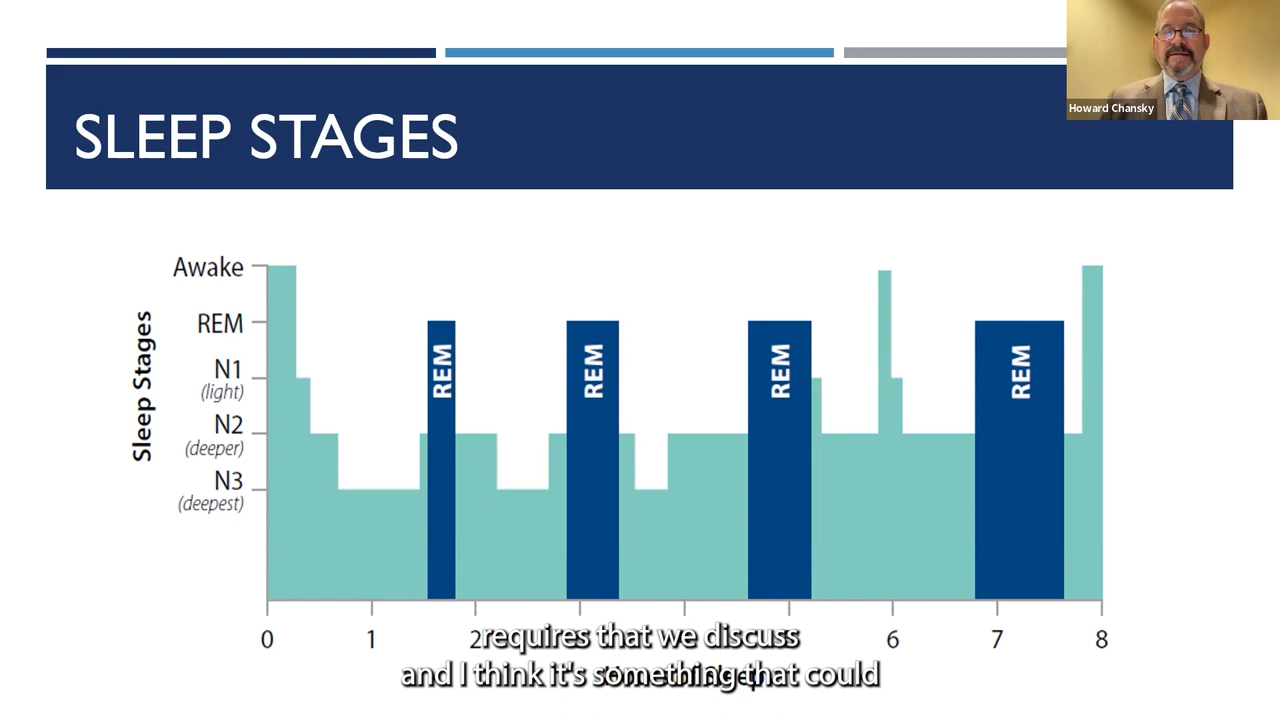 Howard Chansky
SLEEP STAGES
Sleep Stages
Awake
REM
N1
(light)
N2
(deeper)
N3
(deepest)
REM
REM
REM
REM
0 1 2 6 7 8
requires that we discuss
and I think it's something that could